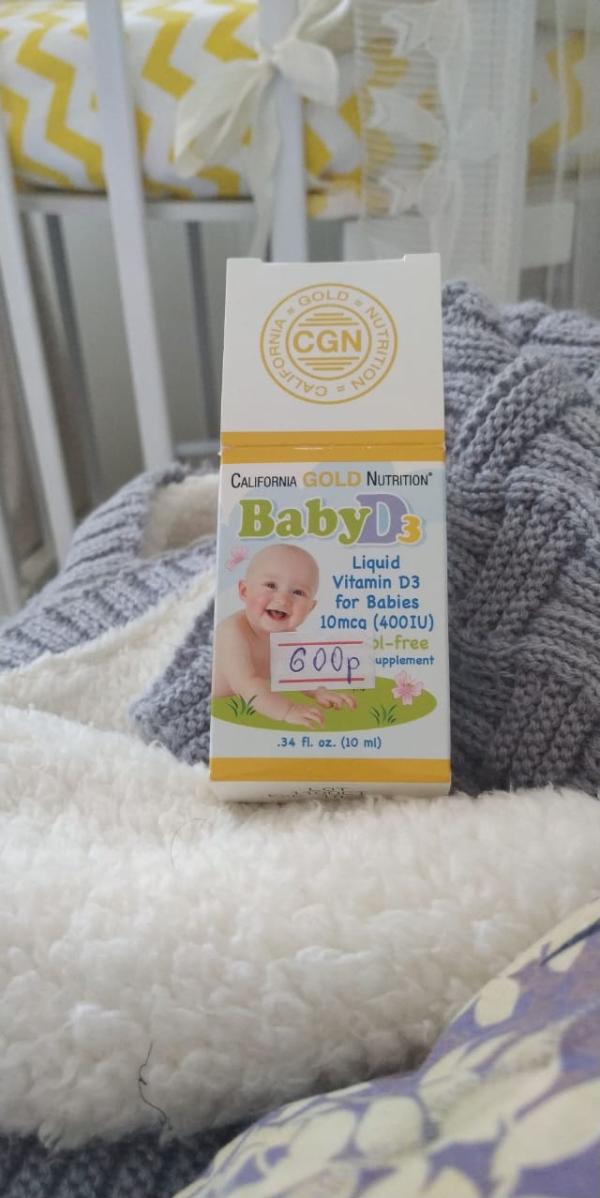 CALIFORNIA GOLD NUTRITION
CGN
CALIFORNIA GOLD NUTRITION®
BabyD3
Liquid
Vitamin D3
for Babies
10mcg (400IU)
ol-free
upplement
600р
.34 fl. oz. (10 ml)